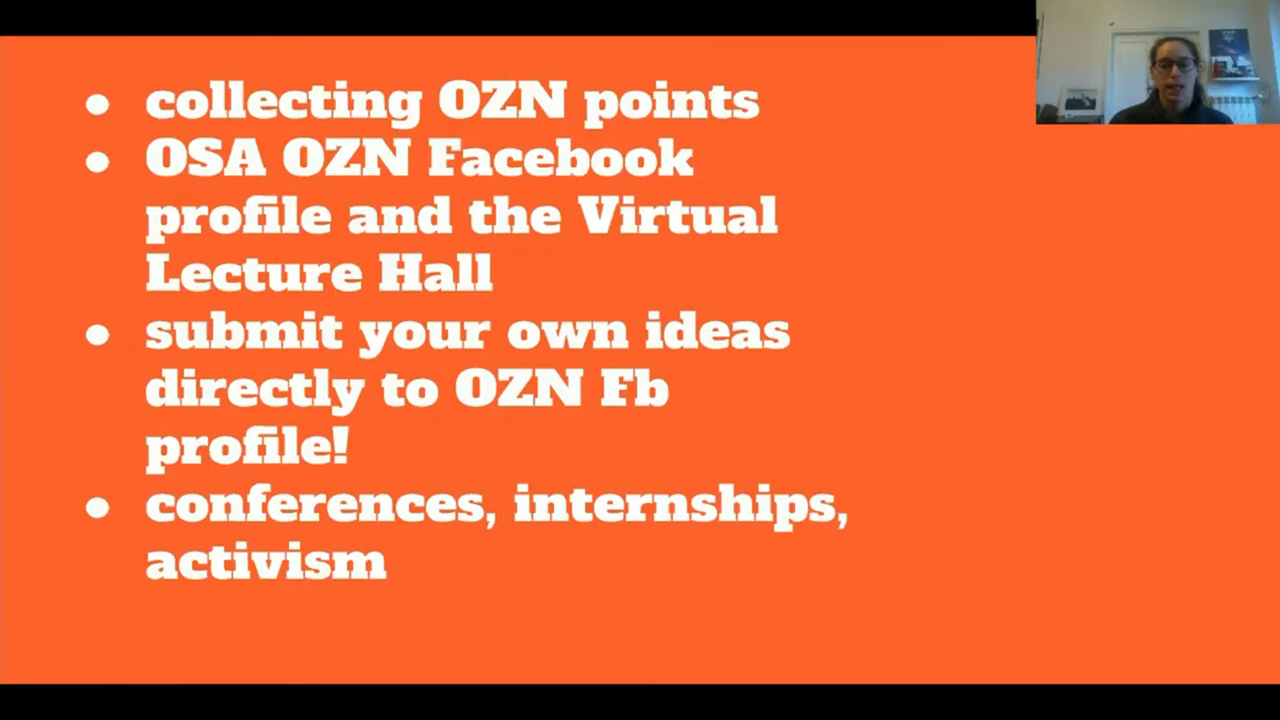 • collecting OZN points
• OSA OZN Facebook
profile and the Virtual
Lecture Hall
• submit your own ideas
directly to OZN Fb
profile!
• conferences, internships,
activism